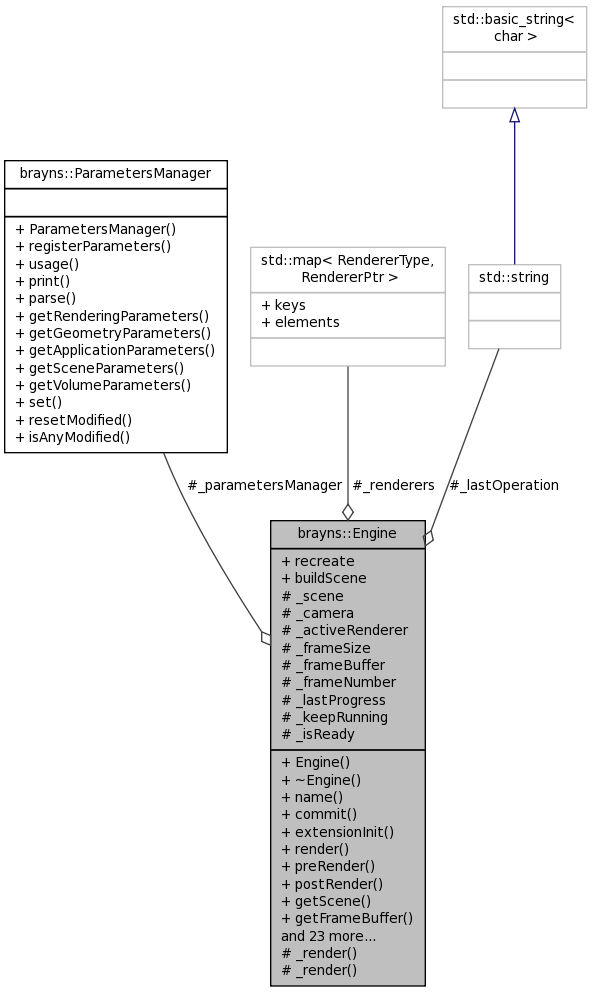 std::basic_string<
char >
brayns::ParametersManager
+ ParametersManager()
+ registerParameters()
+ usage()
+ print()
+ parse()
+ getRenderingParameters()
+ getGeometryParameters()
+ getApplicationParameters()
+ getSceneParameters()
+ getVolumeParameters()
+ set()
+ resetModified()
+ isAnyModified()
std::map< RendererType,
RendererPtr >
+ keys
+ elements
std::string
#_parametersManager
#_renderers
#_lastOperation
brayns::Engine
+ recreate
+ buildScene
# _scene
# _camera
# _activeRenderer
# _frameSize
# _frameBuffer
# _frameNumber
# _lastProgress
# _keepRunning
# _isReady
+ Engine()
+ ~Engine()
+ name()
+ commit()
+ extensionInit()
+ render()
+ preRender()
+ postRender()
+ getScene()
+ getFrameBuffer()
and 23 more...
# _render()
# _render()